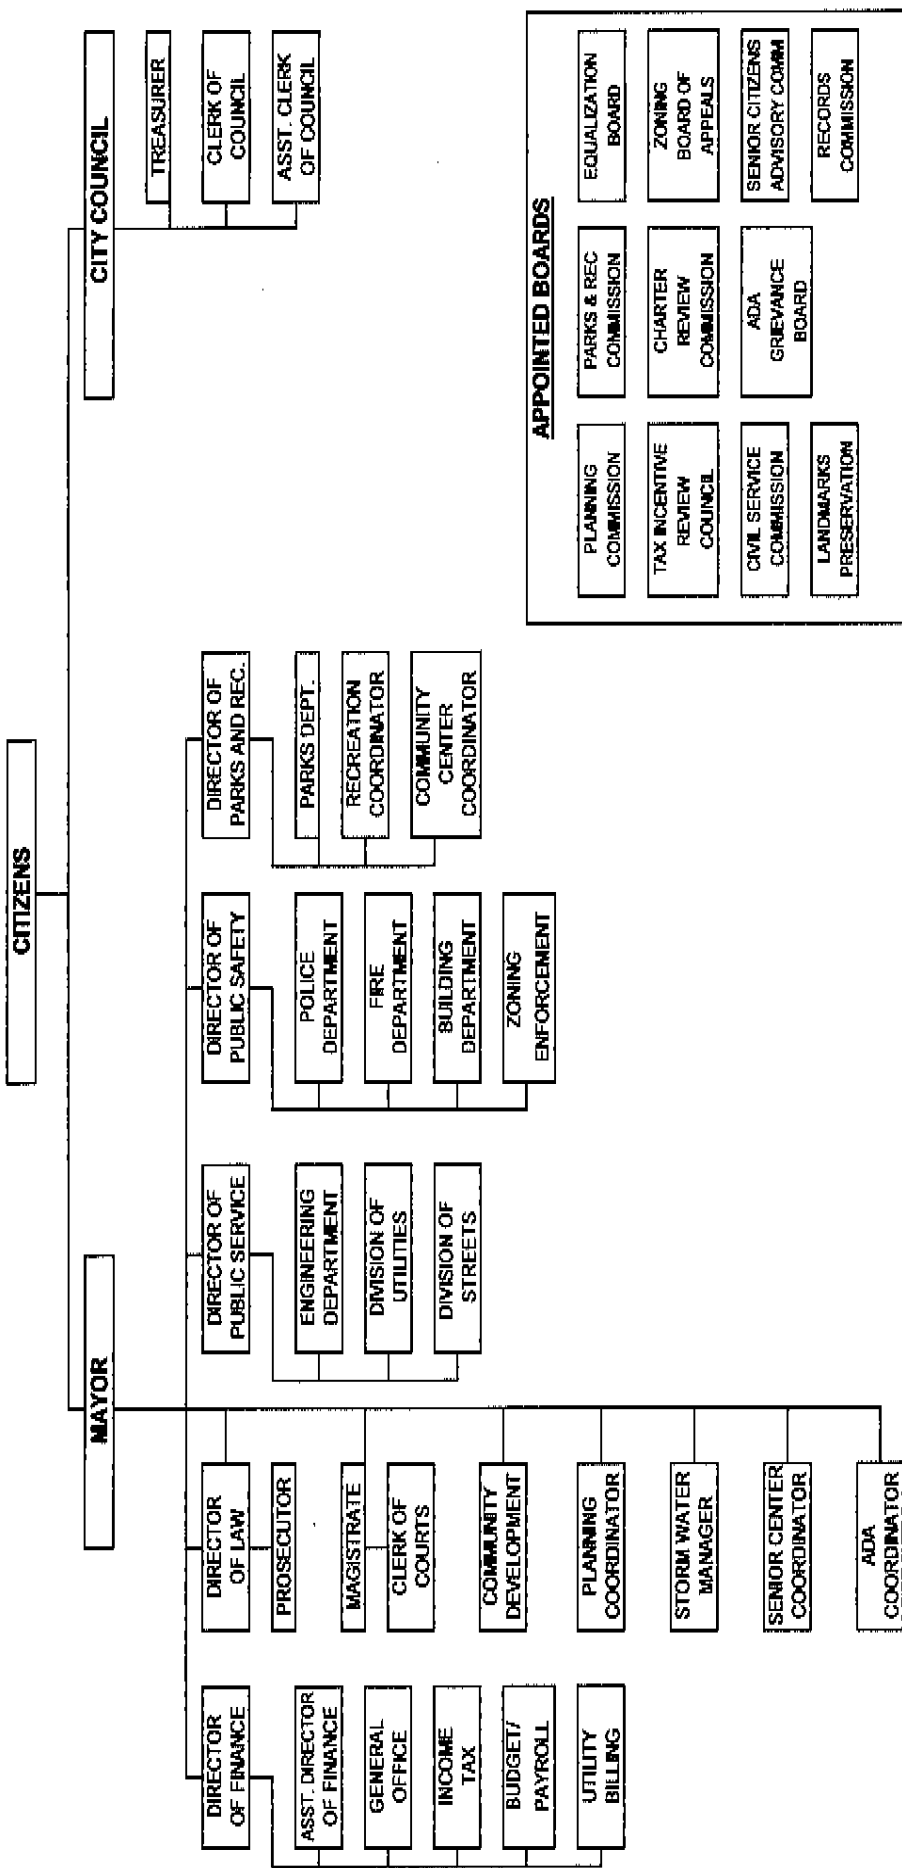 CITIZENS
MAYOR
CITY COUNCIL
TREASURER
CLERK OF
COUNCIL
ASST. CLERK
OF COUNCIL
DIRECTOR
OF FINANCE
ASST. DIRECTOR
OF FINANCE
GENERAL
OFFICE
INCOME
TAX
BUDGET/
PAYROLL
UTILITY
BILLING
DIRECTOR
OF LAW
PROSECUTOR
MAGISTRATE
CLERK OF
COURTS
COMMUNITY
DEVELOPMENT
PLANNING
COORDINATOR
STORM WATER
MANAGER
SENIOR CENTER
COORDINATOR
ADA
COORDINATOR
DIRECTOR OF
PUBLIC SERVICE
ENGINEERING
DEPARTMENT
DIVISION OF
UTILITIES
DIVISION OF
STREETS
DIRECTOR OF
PUBLIC SAFETY
POLICE
DEPARTMENT
FIRE
DEPARTMENT
BUILDING
DEPARTMENT
ZONING
ENFORCEMENT
DIRECTOR OF
PARKS AND REC.
PARKS DEPT.
RECREATION
COORDINATOR
COMMUNITY
CENTER
COORDINATOR
APPOINTED BOARDS
PLANNING
COMMISSION
PARKS & REC
COMMISSION
EQUALIZATION
BOARD
TAX INCENTIVE
REVIEW
COUNCIL
CHARTER
REVIEW
COMMISSION
ZONING
BOARD OF
APPEALS
CIVIL SERVICE
COMMISSION
ADA
GRIEVANCE
BOARD
SENIOR CITIZENS
ADVISORY COMM
LANDMARKS
PRESERVATION
RECORDS
COMMISSION